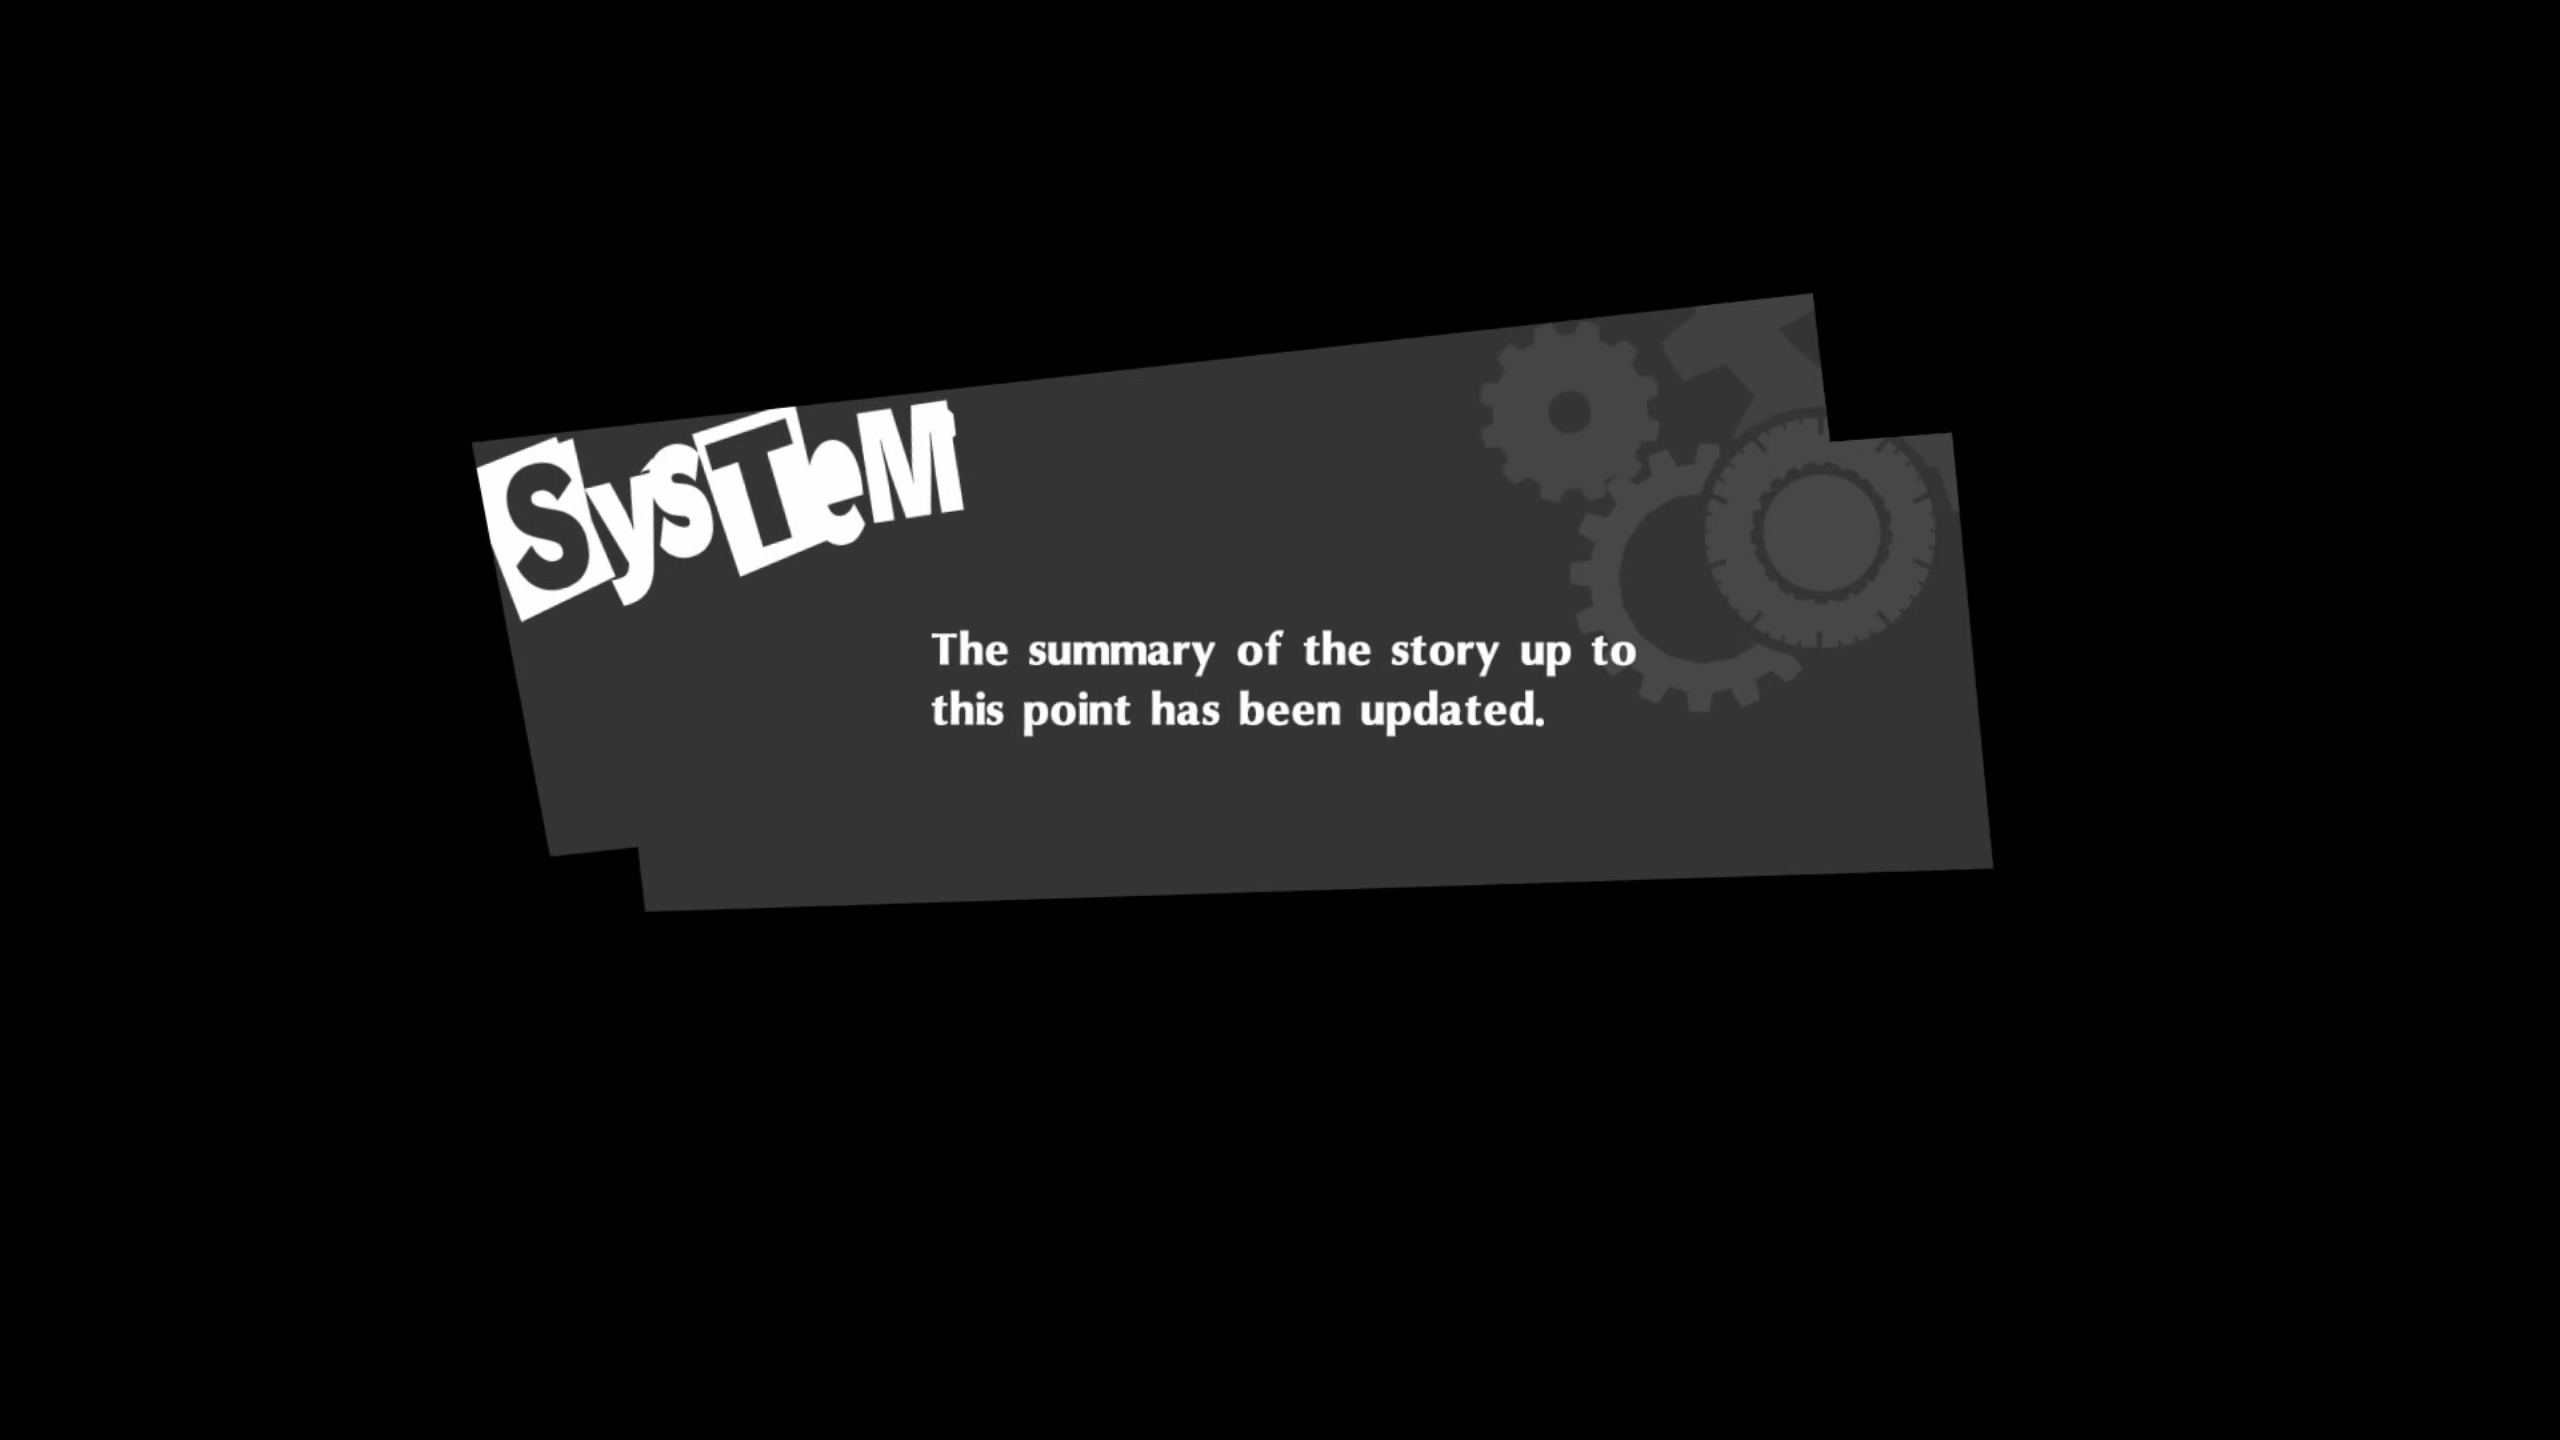 SysTeM
The summary of the story up to
this point has been updated.